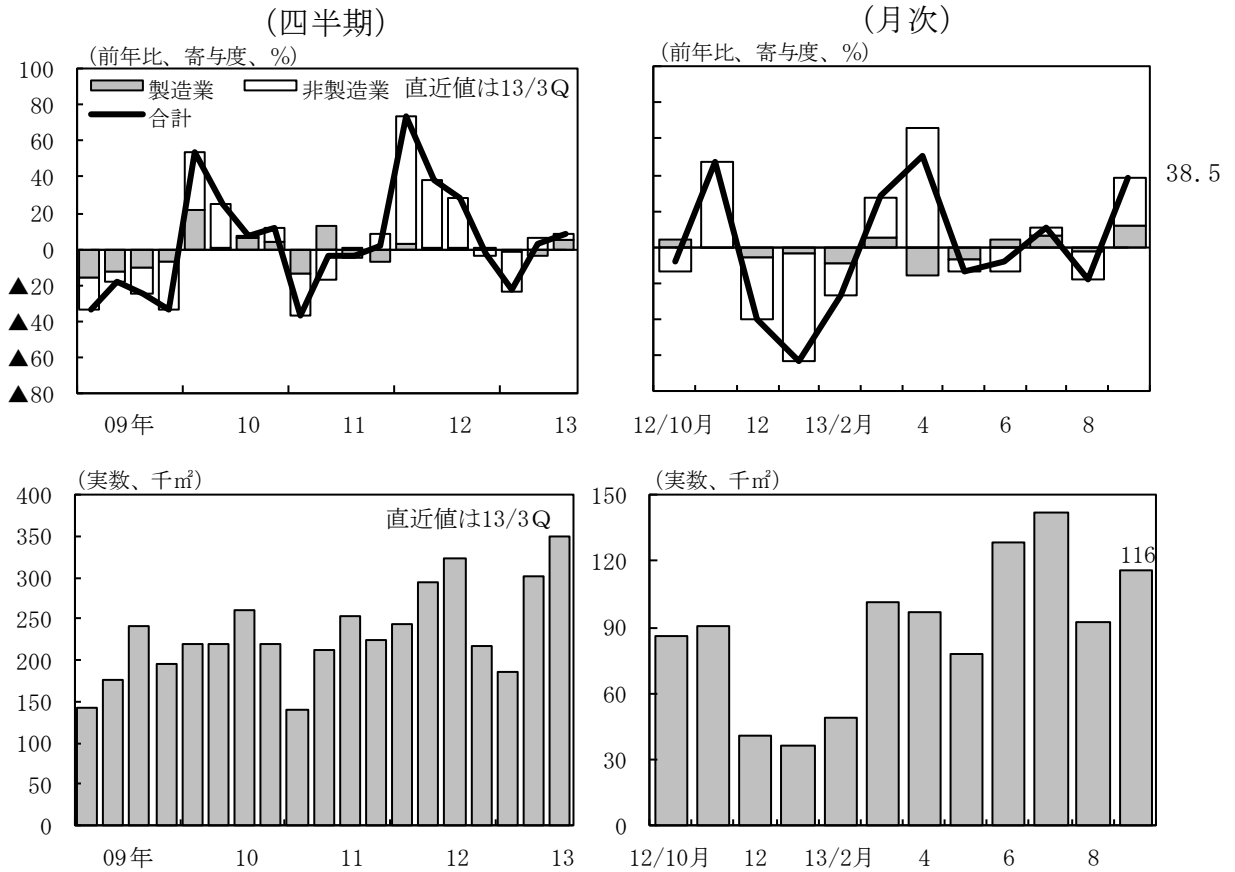 (四半期)
(月次)
(前年比、寄与度、%)
100
80
60
40
20
0
▲20
▲40
▲60
▲80
製造業
非製造業
合計
直近値は13/3Q
09年
10
11
12
13
(前年比、寄与度、%)
38.5
12/10月
12
13/2月
4
6
8
(実数、千㎡)
400
350
300
250
200
150
100
50
0
直近値は13/3Q
09年
10
11
12
13
(実数、千㎡)
150
120
90
60
30
0
116
12/10月
12
13/2月
4
6
8